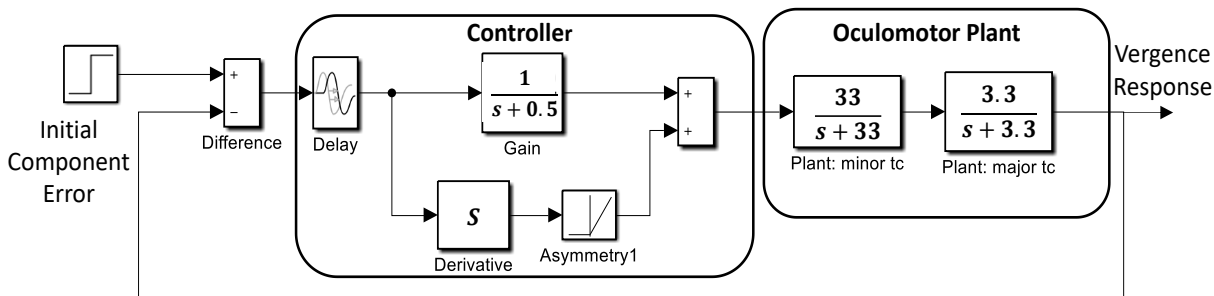 Controller
Oculomotor Plant
Vergence
Response
Initial
Component
Error
+
−
Difference
Delay
1
s + 0.5
Gain
+
+
33
s + 33
Plant: minor tc
3.3
s + 3.3
Plant: major tc
S
Derivative
Asymmetry1